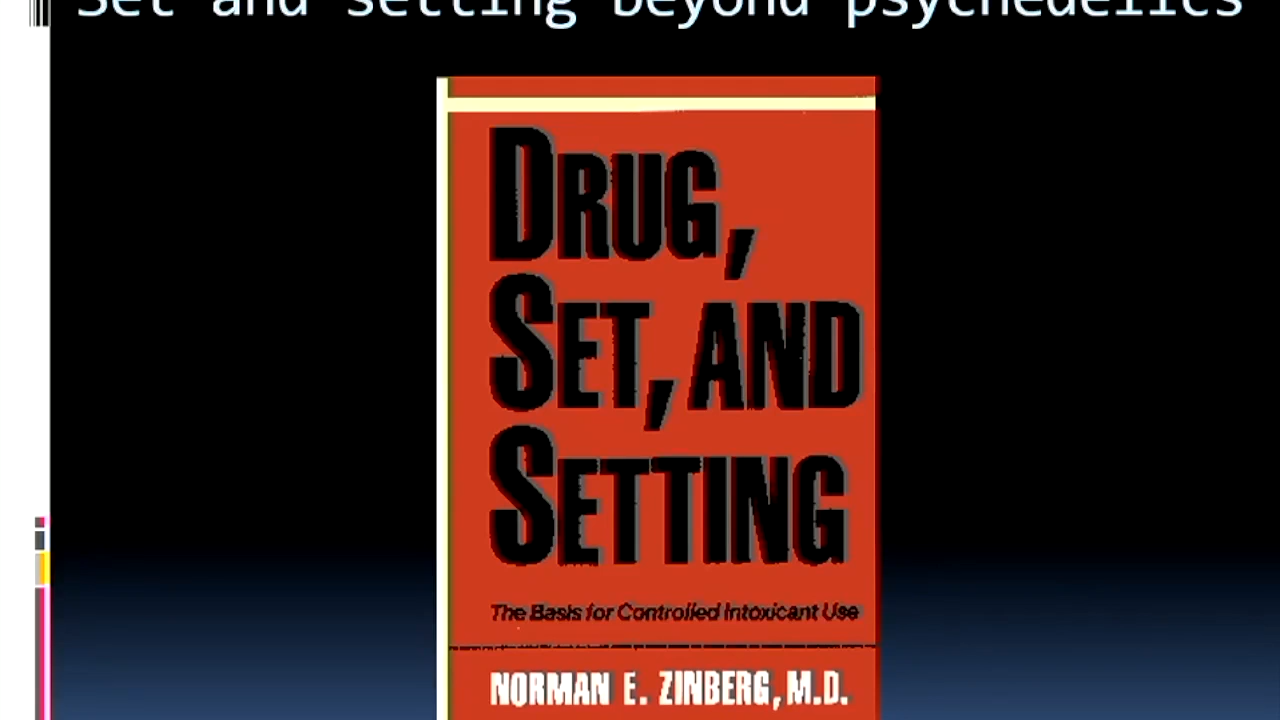 Set and setting beyond psychedelics
DRUG,
SET, AND
SETTING
The Basis for Controlled Intoxicant Use
NORMAN E. ZINBERG, M.D.